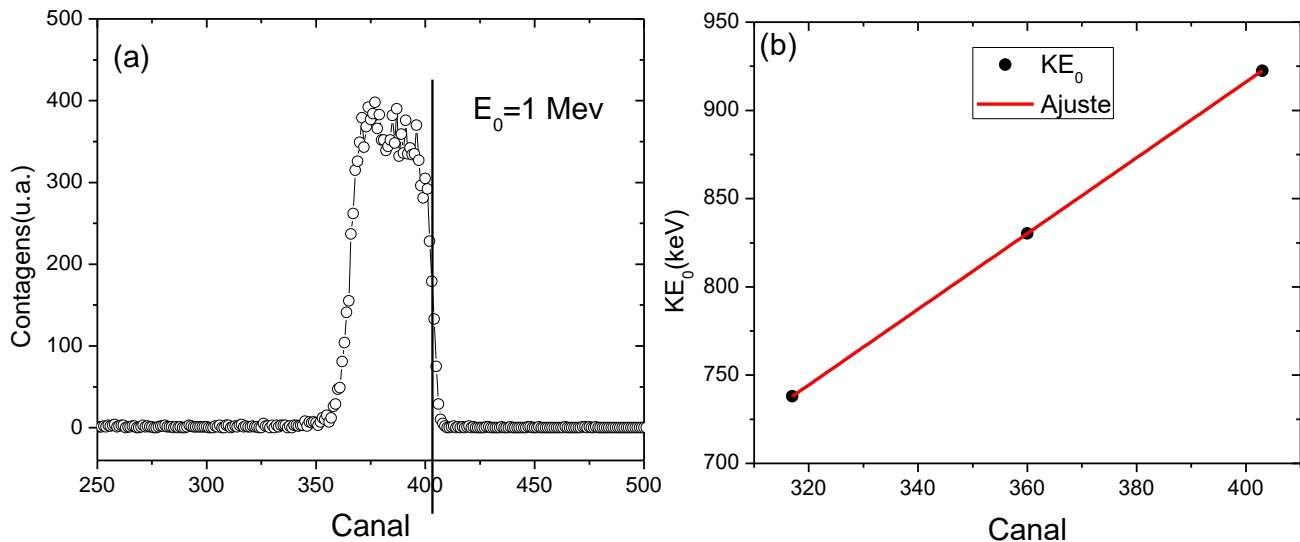 (a)
E₀=1 Mev
Contagens(u.a.)
500
400
300
200
100
0
250 300 350 400 450 500
Canal
(b)
KE₀
Ajuste
KE₀(keV)
950
900
850
800
750
700
320 340 360 380 400
Canal